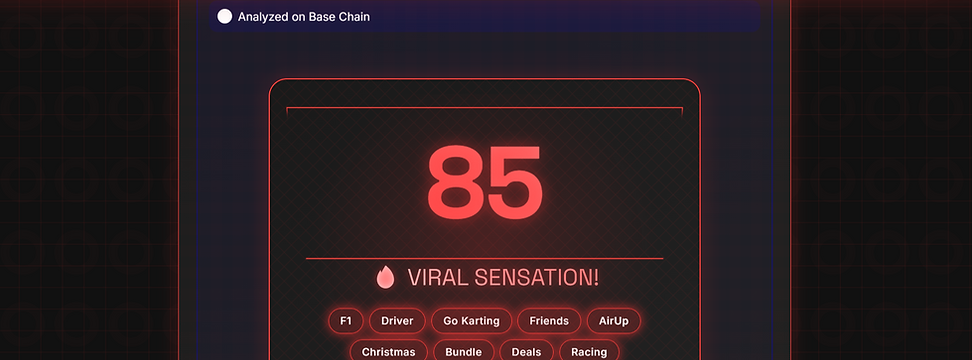 Analyzed on Base Chain
85
VIRAL SENSATION!
F1 Driver Go Karting Friends AirUp
Christmas Bundle Deals Racing